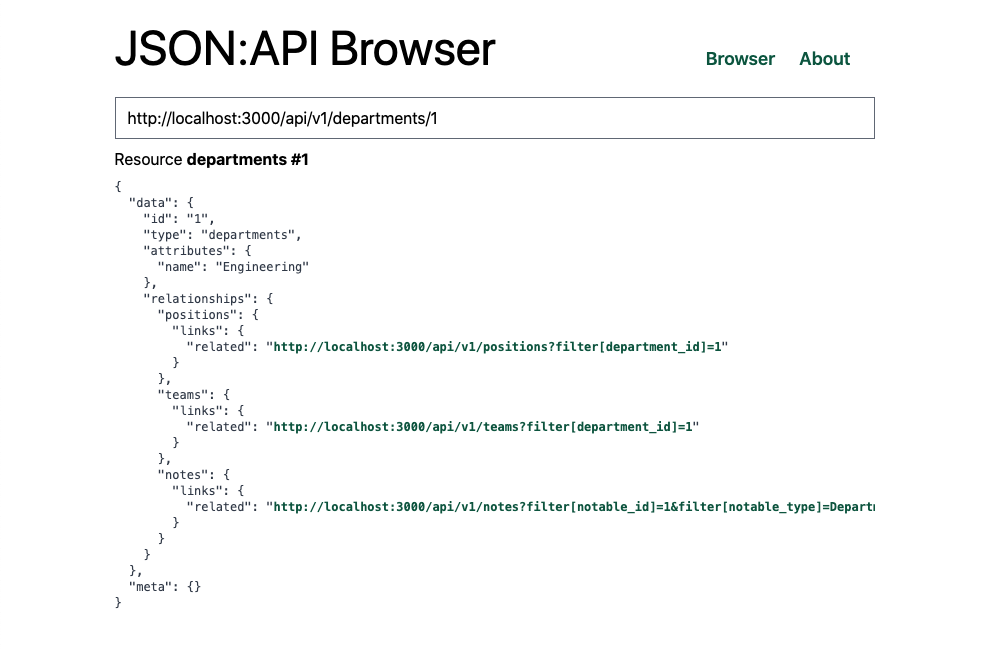 JSON:API Browser
Browser About
http://localhost:3000/api/v1/departments/1
Resource departments #1
{
  "data": {
    "id": "1",
    "type": "departments",
    "attributes": {
      "name": "Engineering"
    },
    "relationships": {
      "positions": {
        "links": {
          "related": "http://localhost:3000/api/v1/positions?filter[department_id]=1"
        }
      },
      "teams": {
        "links": {
          "related": "http://localhost:3000/api/v1/teams?filter[department_id]=1"
        }
      },
      "notes": {
        "links": {
          "related": "http://localhost:3000/api/v1/notes?filter[notable_id]=1&filter[notable_type]=Depart
        }
      }
    }
  },
  "meta": {}
}